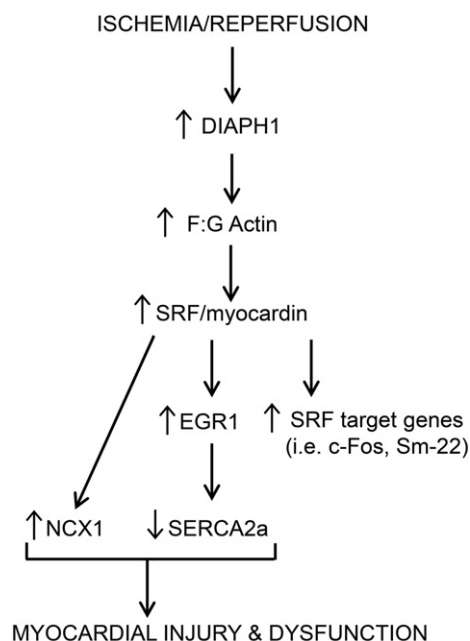 ISCHEMIA/REPERFUSION
↑ DIAPH1
↑ F:G Actin
↑ SRF/myocardin
↑ EGR1
↑ SRF target genes
(i.e. c-Fos, Sm-22)
↑ NCX1
↓ SERCA2a
MYOCARDIAL INJURY & DYSFUNCTION